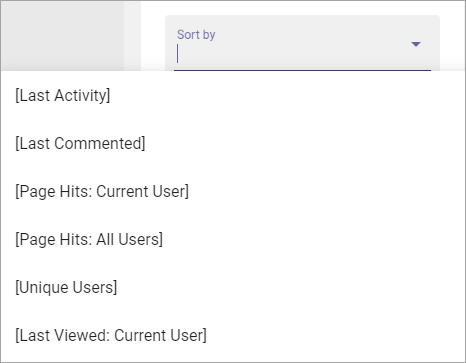 Sort by
[Last Activity]
[Last Commented]
[Page Hits: Current User]
[Page Hits: All Users]
[Unique Users]
[Last Viewed: Current User]